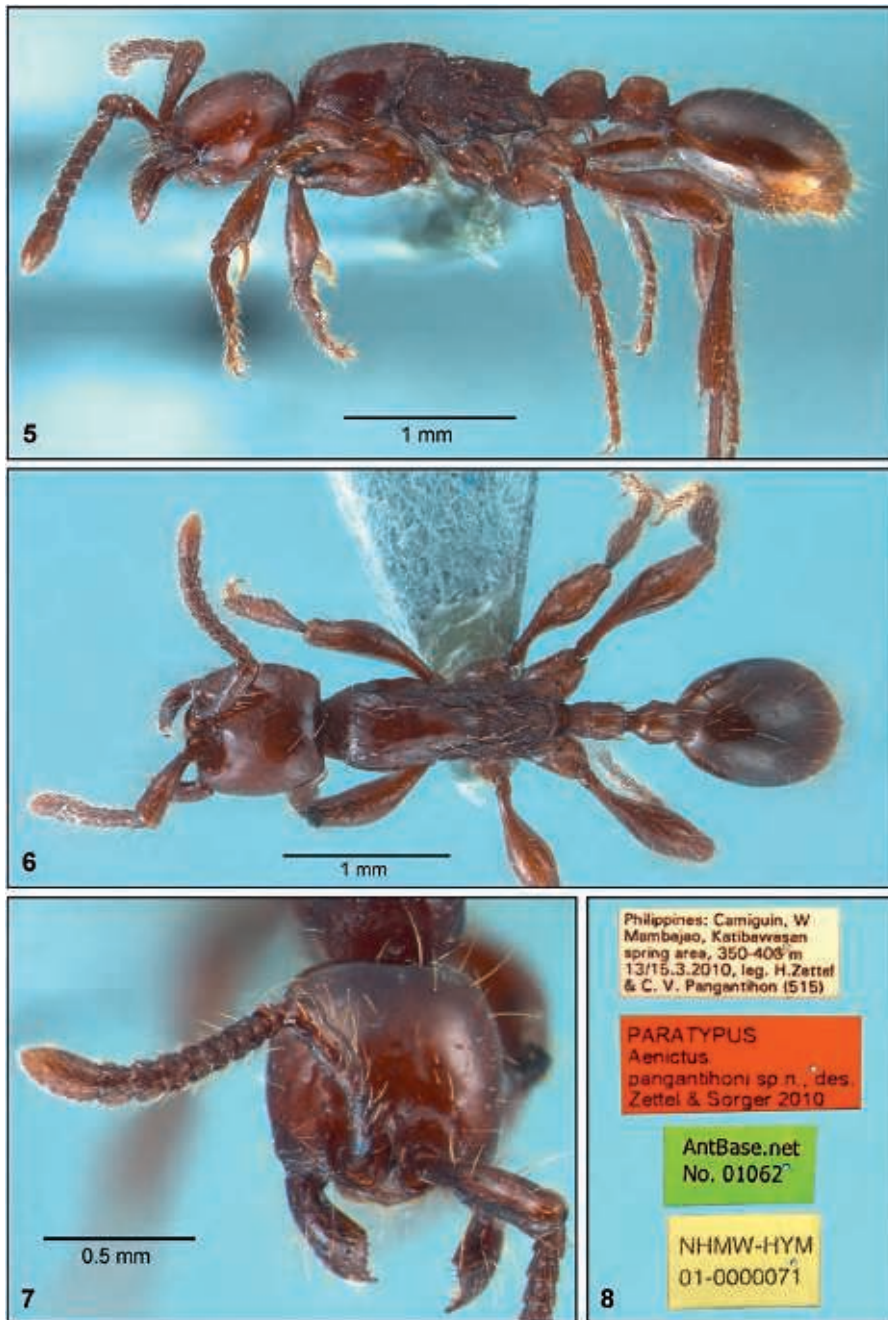 5
1 mm
6
1 mm
7
0.5 mm
Philippines: Camiguin, W
Mambajao, Katibawasan
spring area, 350-400 m
13/15.3.2010, leg. H.Zettel
& C. V. Pangantihon (515)
PARATYPUS
Aenictus
pangantihoni sp.n., des.
Zettel & Sorger 2010
AntBase.net
No. 01062
NHMW-HYM
01-0000071
8